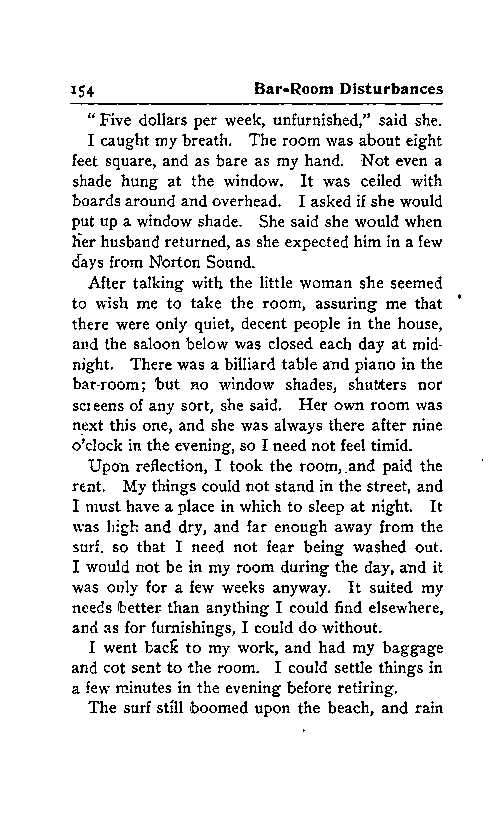 154 Bar-Room Disturbances
“ Five dollars per week, unfurnished,” said she.
I caught my breath. The room was about eight
feet square, and as bare as my hand. Not even a
shade hung at the window. It was ceiled with
boards around and overhead. I asked if she would
put up a window shade. She said she would when
her husband returned, as she expected him in a few
days from Norton Sound.
After talking with the little woman she seemed
to wish me to take the room, assuring me that
there were only quiet, decent people in the house,
and the saloon below was closed each day at mid-
night. There was a billiard table and piano in the
bar-room; but no window shades, shutters nor
screens of any sort, she said. Her own room was
next this one, and she was always there after nine
o’clock in the evening, so I need not feel timid.
Upon reflection, I took the room, and paid the
rent. My things could not stand in the street, and
I must have a place in which to sleep at night. It
was high and dry, and far enough away from the
surf, so that I need not fear being washed out.
I would not be in my room during the day, and it
was only for a few weeks anyway. It suited my
needs better than anything I could find elsewhere,
and as for furnishings, I could do without.
I went back to my work, and had my baggage
and cot sent to the room. I could settle things in
a few minutes in the evening before retiring.
The surf still boomed upon the beach, and rain